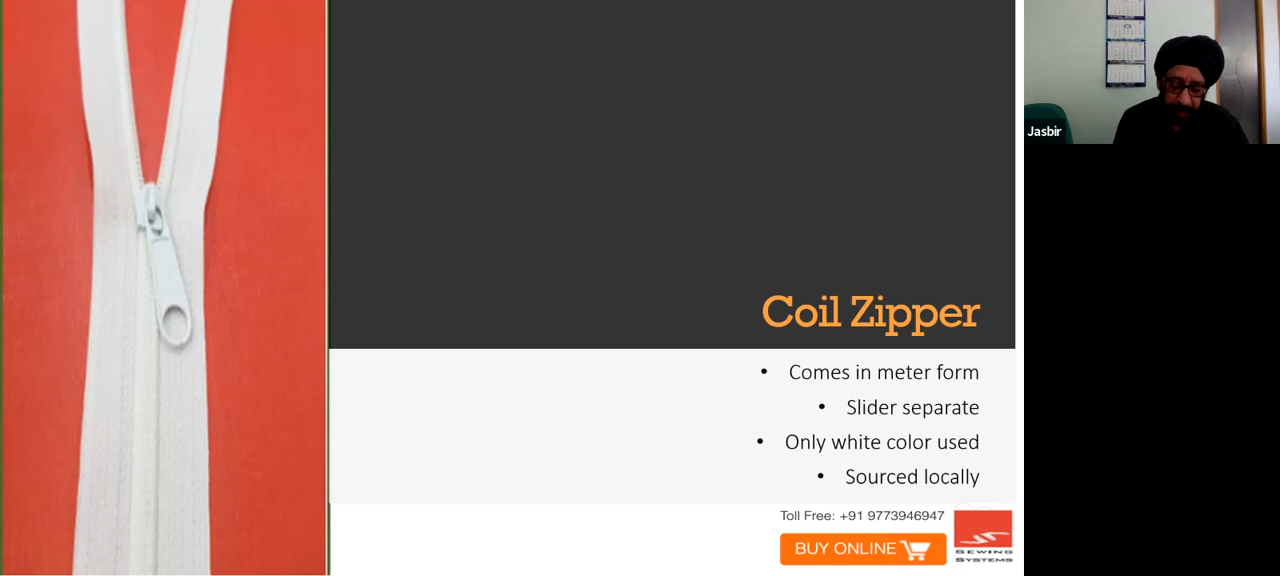 Coil Zipper
• Comes in meter form
• Slider separate
• Only white color used
• Sourced locally
Toll Free: +91 9773946947
BUY ONLINE
SEWING
SYSTEMS
Jasbir